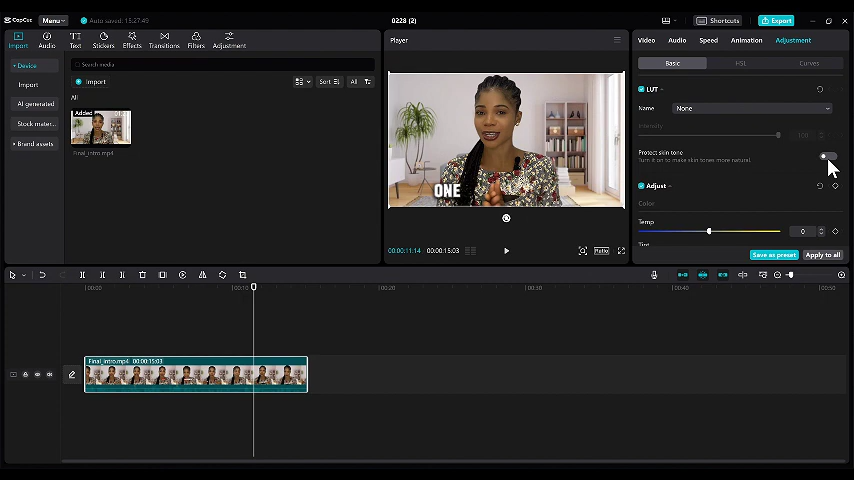 CapCut
Menu
Auto saved: 15:27:49
0228 (2)
Shortcuts
Export
Import
Audio
Text
Stickers
Effects
Transitions
Filters
Adjustment
Device
Import
AI generated
Stock mater...
Brand assets
Search media
Import
Sort
All
All
Added
01:21
Final_intro.mp4
Player
ONE
00:00:11:14
00:00:15:03
Ratio
Video
Audio
Speed
Animation
Adjustment
Basic
HSL
Curves
LUT
Name
None
Intensity
100
Protect skin tone
Turn it on to make skin tones more natural.
Adjust
Color
Temp
0
Tint
Save as preset
Apply to all
00:00
00:10
00:20
00:30
00:40
00:50
Final_intro.mp4 00:00:15:03